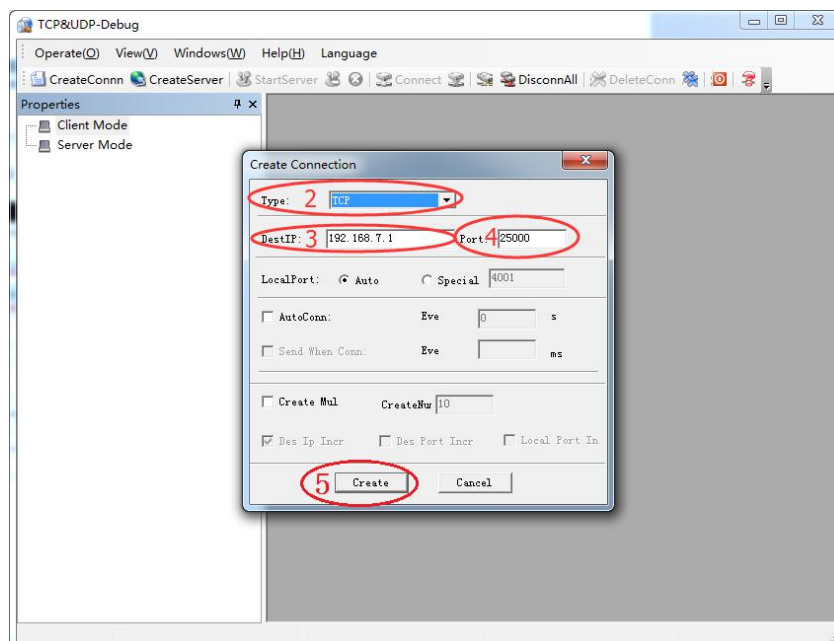 TCP&UDP-Debug
Operate(O) View(V) Windows(W) Help(H) Language
CreateConnn CreateServer StartServer Connect DisconnAll DeleteConn
Properties
Client Mode
Server Mode
Create Connection
Type: 2 TCP
DestIP: 3 192.168.7.1 Port: 4 25000
LocalPort: Auto Special 4001
AutoConn: Eve 0 s
Send When Conn: Eve ms
Create Mul CreateNum 10
Des Ip Incr Des Port Incr Local Port In
5 Create Cancel